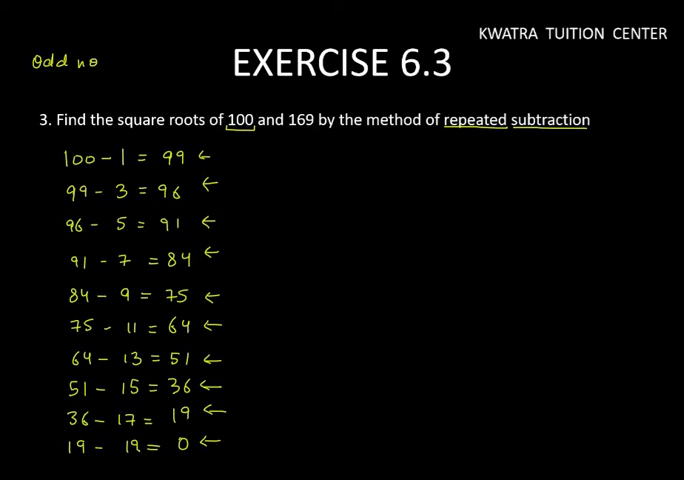 KWATRA TUITION CENTER
Odd no
EXERCISE 6.3
3. Find the square roots of 100 and 169 by the method of repeated subtraction
100 - 1 = 99 ←
99 - 3 = 96 ←
96 - 5 = 91 ←
91 - 7 = 84 ←
84 - 9 = 75 ←
75 - 11 = 64 ←
64 - 13 = 51 ←
51 - 15 = 36 ←
36 - 17 = 19 ←
19 - 19 = 0 ←